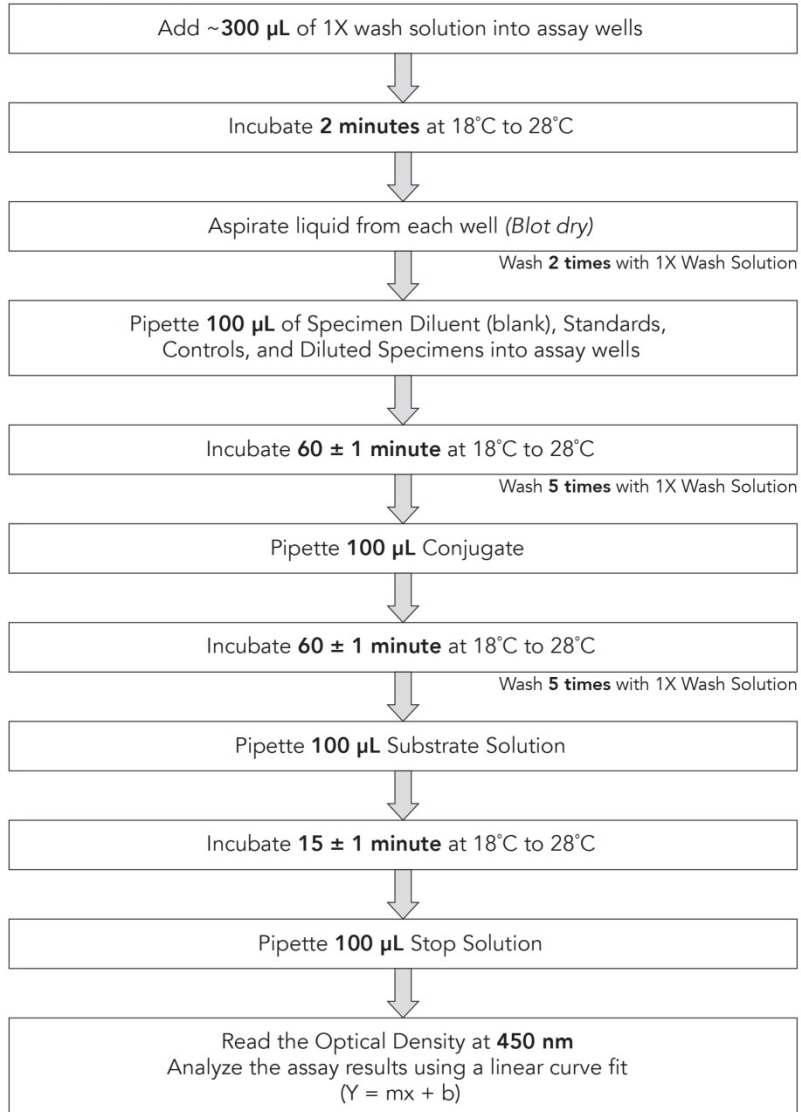 Add ~300 µL of 1X wash solution into assay wells
Incubate 2 minutes at 18˚C to 28˚C
Aspirate liquid from each well (Blot dry)
Wash 2 times with 1X Wash Solution
Pipette 100 µL of Specimen Diluent (blank), Standards,
Controls, and Diluted Specimens into assay wells
Incubate 60 ± 1 minute at 18˚C to 28˚C
Wash 5 times with 1X Wash Solution
Pipette 100 µL Conjugate
Incubate 60 ± 1 minute at 18˚C to 28˚C
Wash 5 times with 1X Wash Solution
Pipette 100 µL Substrate Solution
Incubate 15 ± 1 minute at 18˚C to 28˚C
Pipette 100 µL Stop Solution
Read the Optical Density at 450 nm
Analyze the assay results using a linear curve fit
(Y = mx + b)